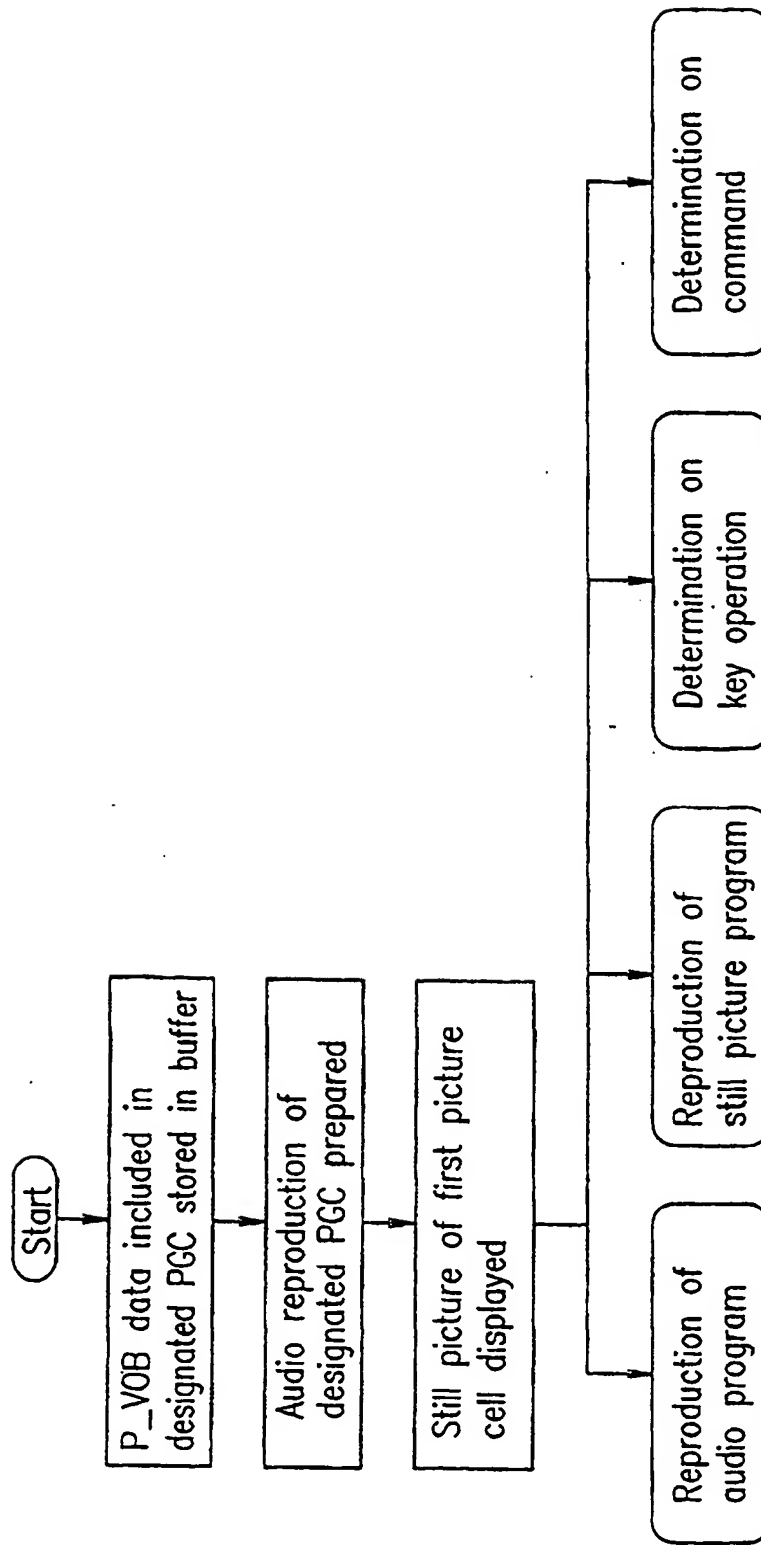 Start
P_VOB data included in
designated PGC stored in buffer
Audio reproduction of
designated PGC prepared
Still picture of first picture
cell displayed
Reproduction of
audio program
Reproduction of
still picture program
Determination on
key operation
Determination on
command